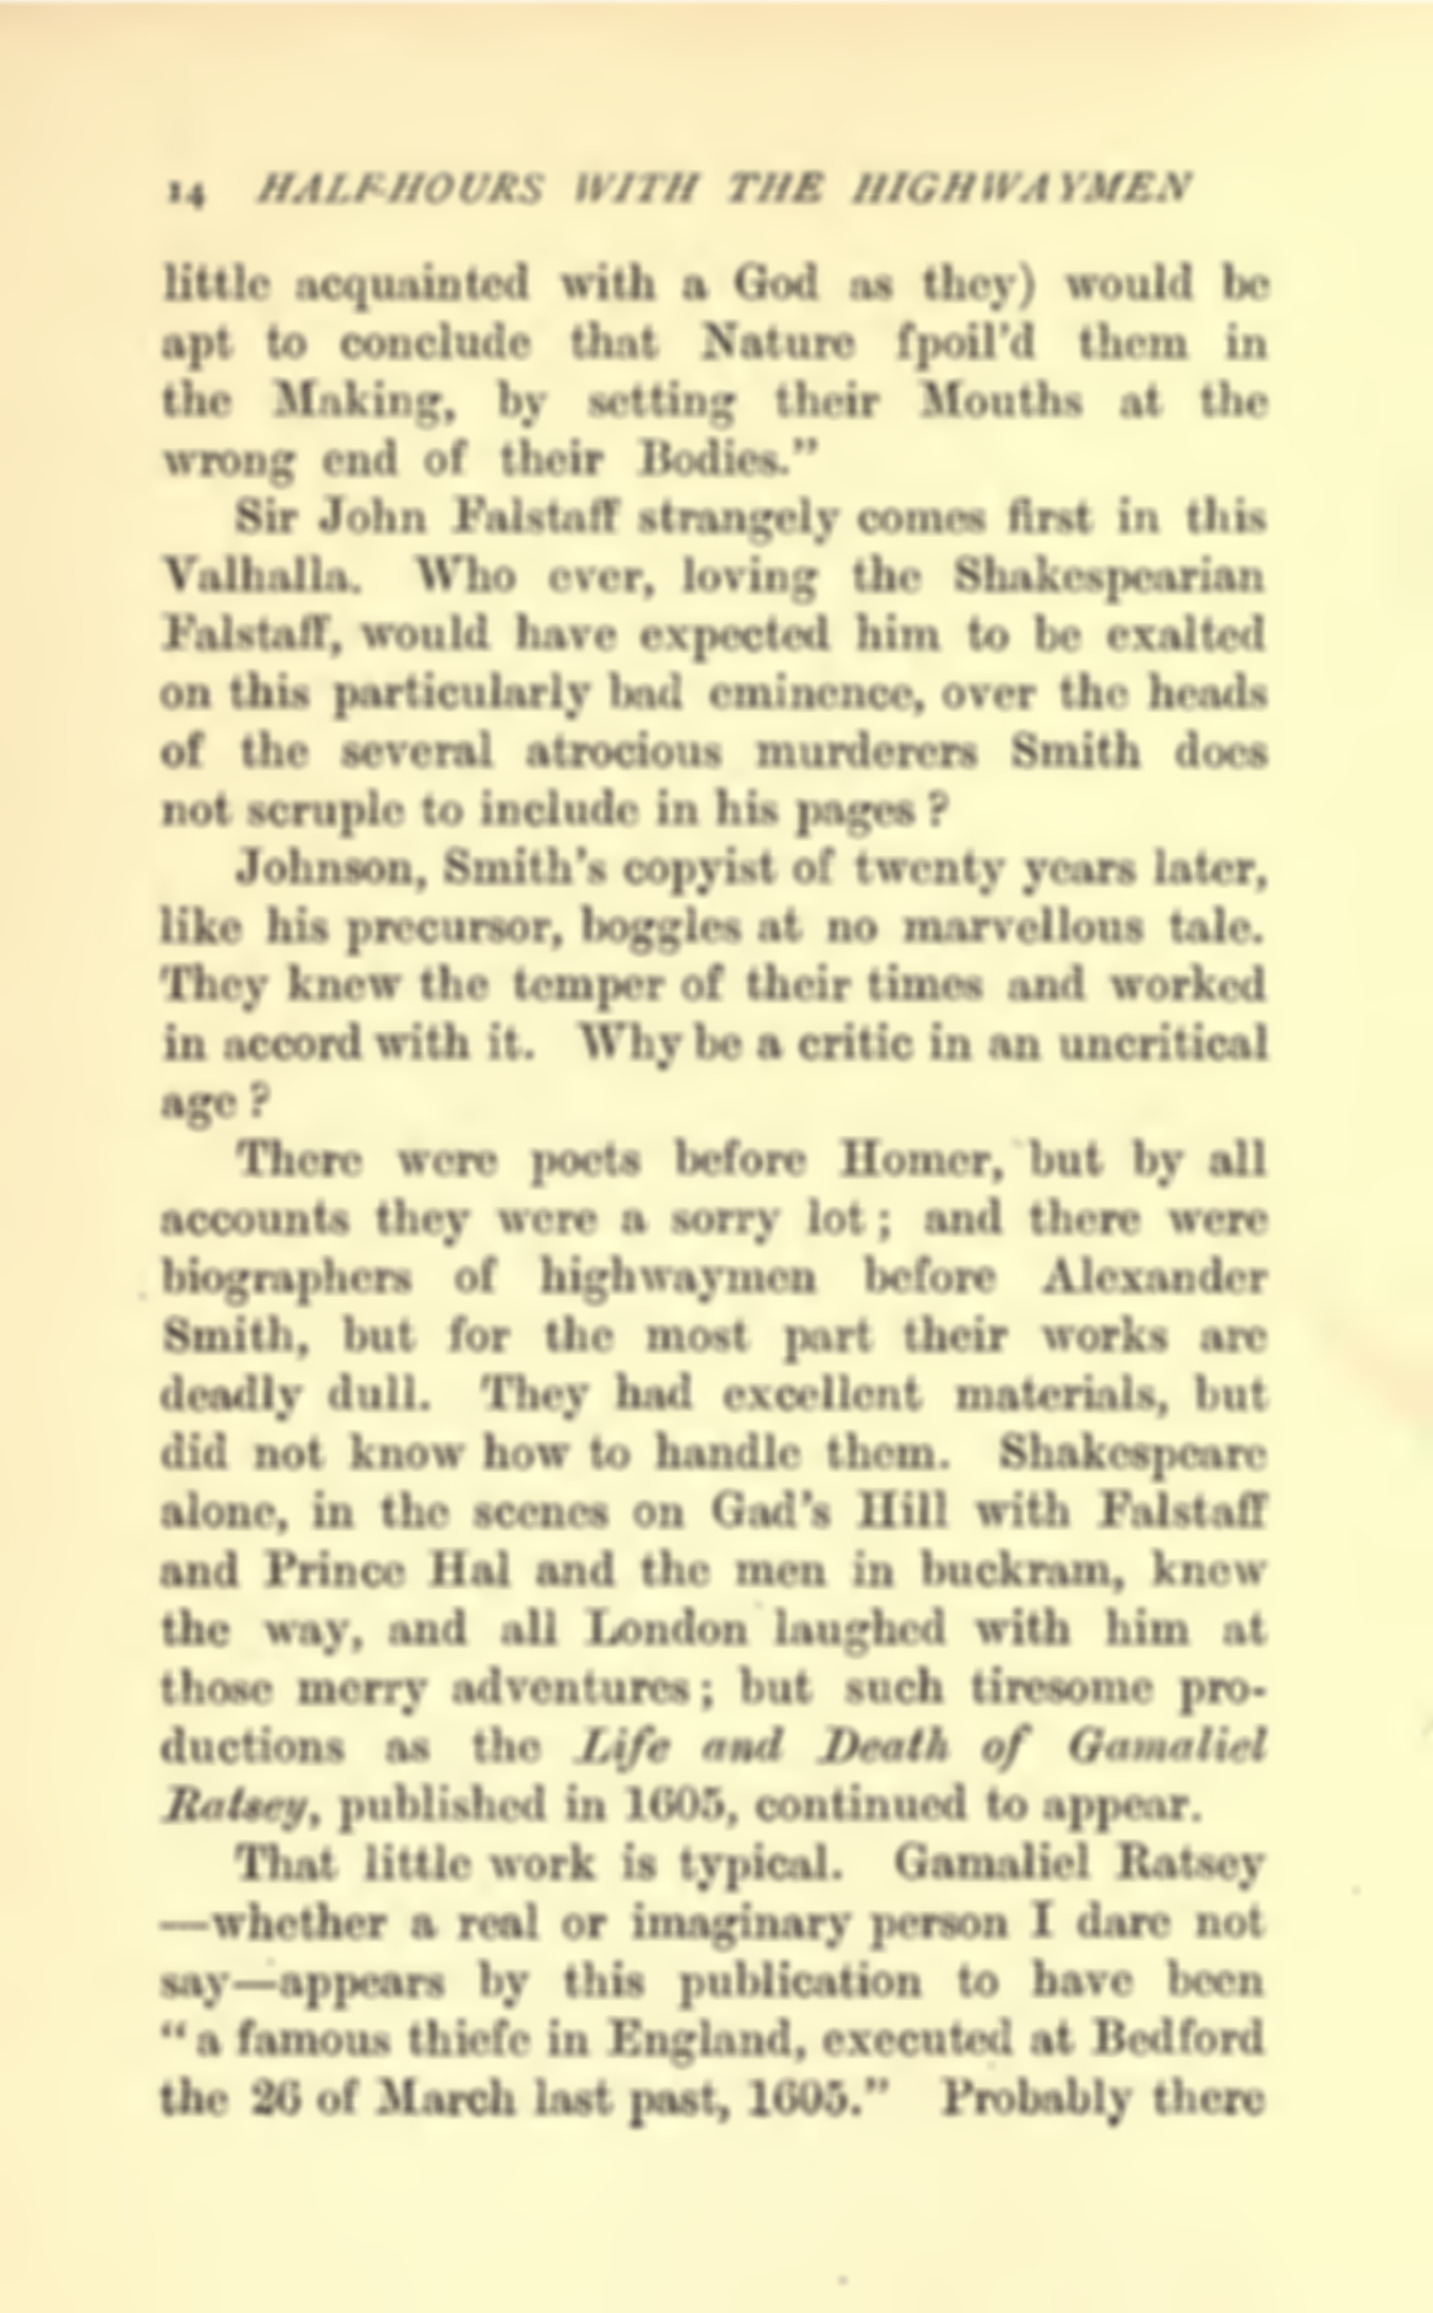 14 HALF-HOURS WITH THE HIGHWAYMEN
little acquainted with a God as they) would be
apt to conclude that Nature fpoil'd them in
the Making, by setting their Mouths at the
wrong end of their Bodies."
Sir John Falstaff strangely comes first in this
Valhalla. Who ever, loving the Shakespearian
Falstaff, would have expected him to be exalted
on this particularly bad eminence, over the heads
of the several atrocious murderers Smith does
not scruple to include in his pages ?
Johnson, Smith's copyist of twenty years later,
like his precursor, boggles at no marvellous tale.
They knew the temper of their times and worked
in accord with it. Why be a critic in an uncritical
age ?
There were poets before Homer, but by all
accounts they were a sorry lot ; and there were
biographers of highwaymen before Alexander
Smith, but for the most part their works are
deadly dull. They had excellent materials, but
did not know how to handle them. Shakespeare
alone, in the scenes on Gad's Hill with Falstaff
and Prince Hal and the men in buckram, knew
the way, and all London laughed with him at
those merry adventures ; but such tiresome pro-
ductions as the Life and Death of Gamaliel
Ratsey, published in 1605, continued to appear.
That little work is typical. Gamaliel Ratsey
—whether a real or imaginary person I dare not
say—appears by this publication to have been
"a famous thiefe in England, executed at Bedford
the 26 of March last past, 1605." Probably there